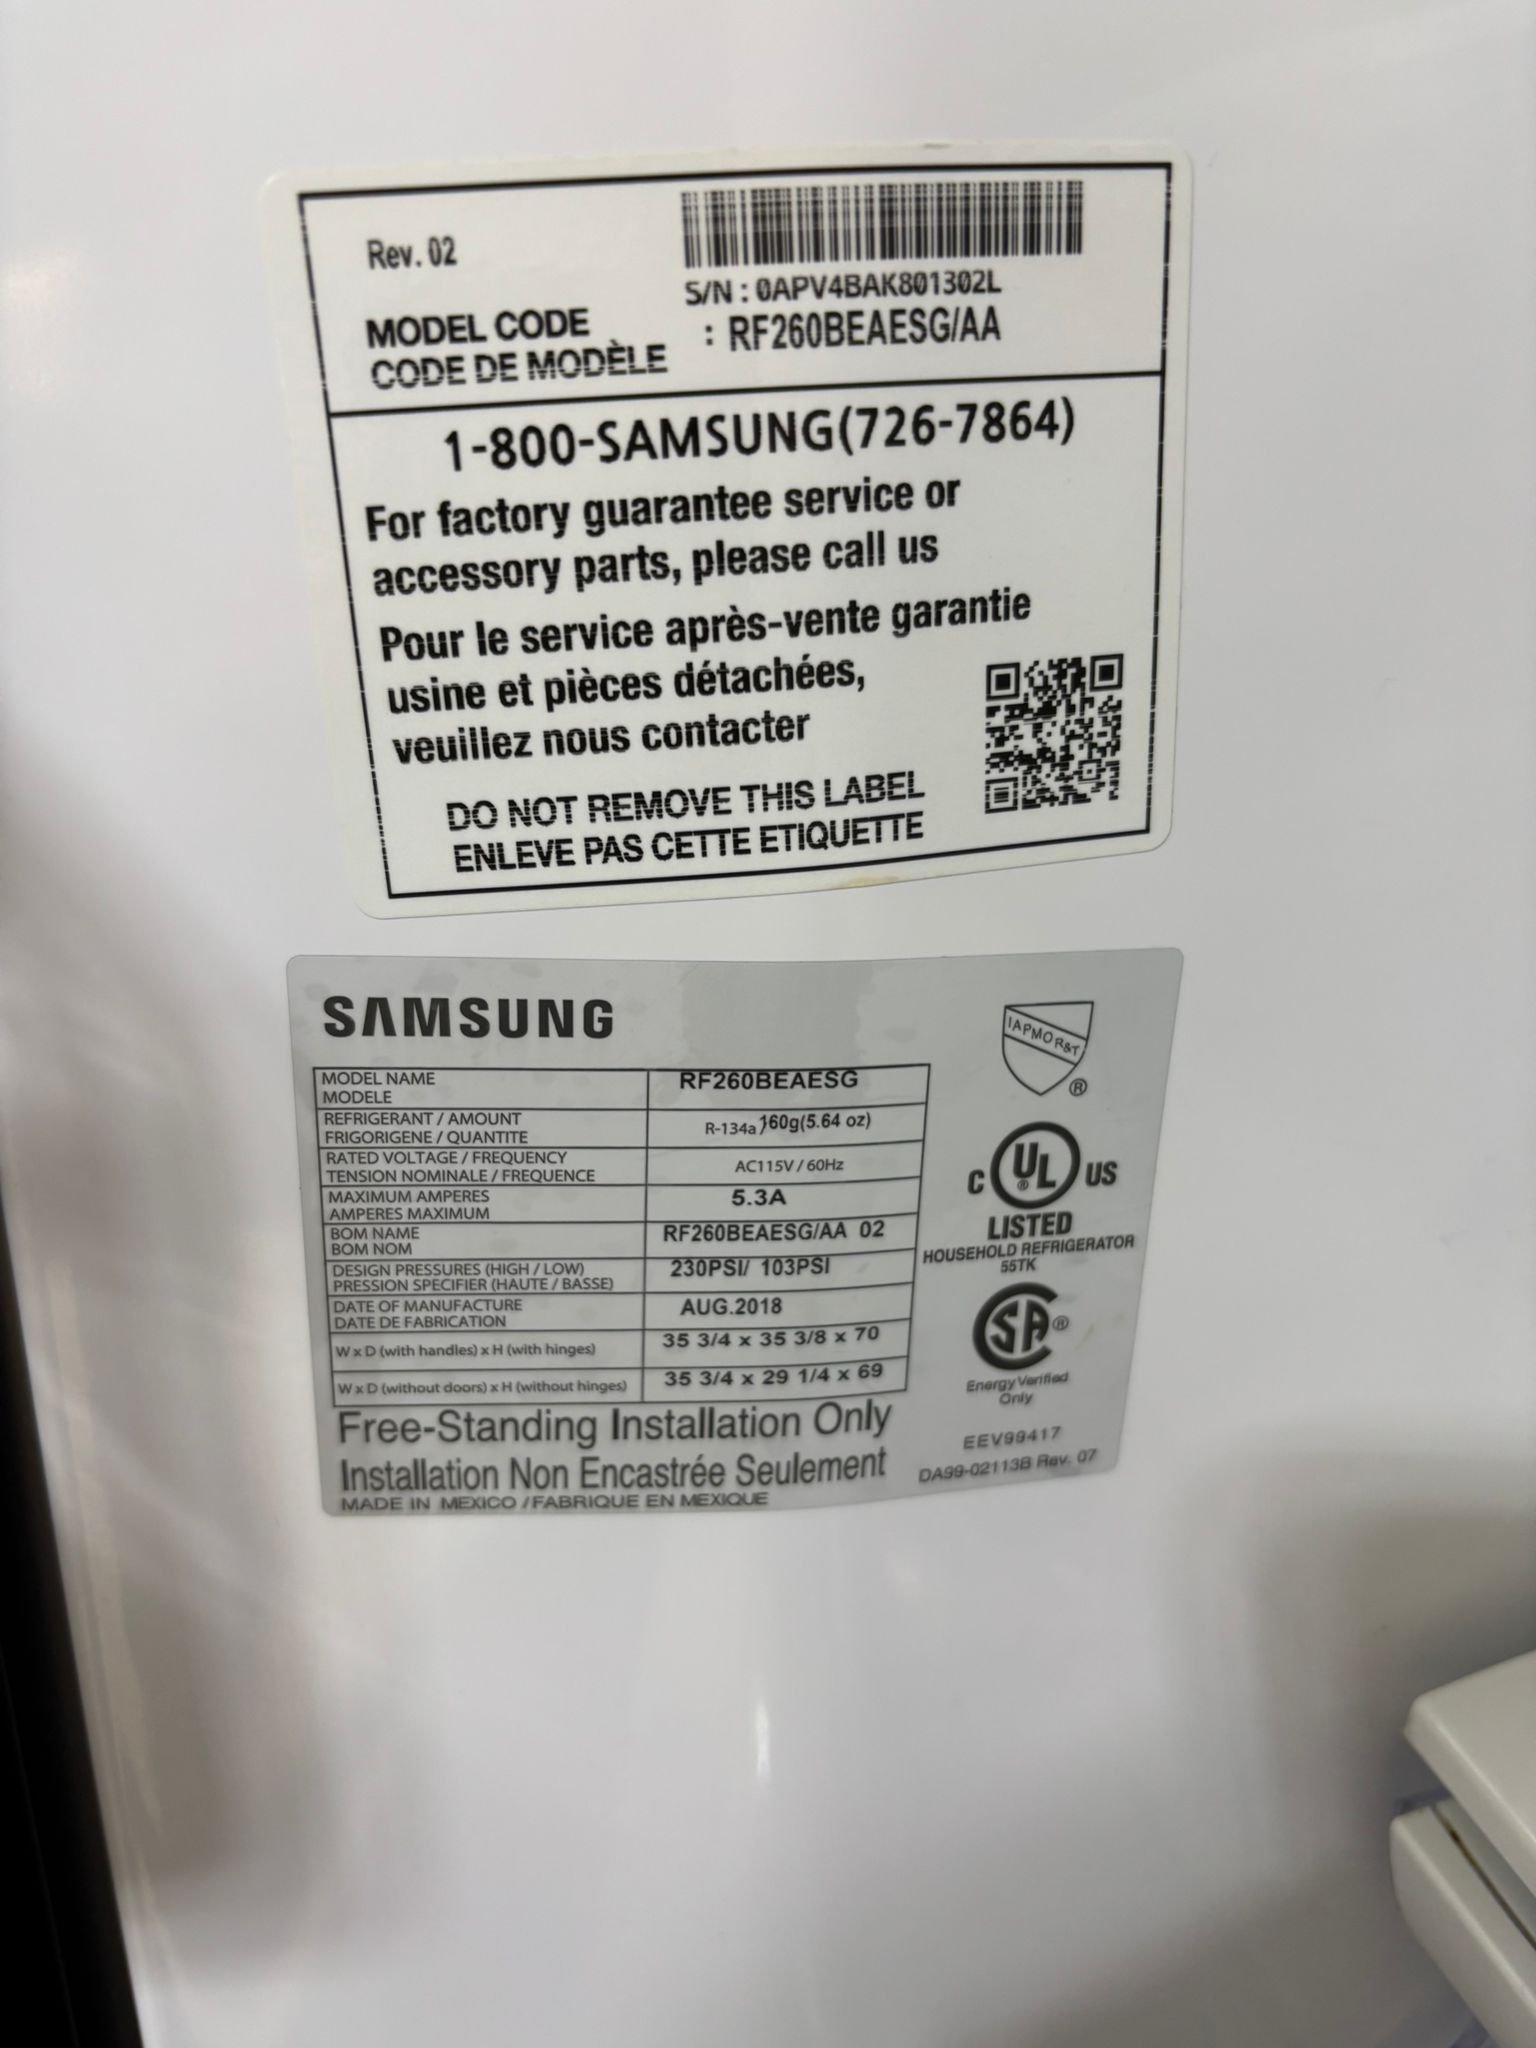 Rev. 02
S/N : 0APV4BAK801302L
MODEL CODE
CODE DE MODÈLE : RF260BEAESG/AA
1-800-SAMSUNG(726-7864)
For factory guarantee service or
accessory parts, please call us
Pour le service après-vente garantie
usine et pièces détachées,
veuillez nous contacter
DO NOT REMOVE THIS LABEL
ENLEVE PAS CETTE ETIQUETTE
SAMSUNG
MODEL NAME
MODELE
RF260BEAESG
REFRIGERANT / AMOUNT
FRIGORIGENE / QUANTITE
R-134a 160g(5.64 oz)
RATED VOLTAGE / FREQUENCY
TENSION NOMINALE / FREQUENCE
AC115V / 60Hz
MAXIMUM AMPERES
AMPERES MAXIMUM
5.3A
BOM NAME
BOM NOM
RF260BEAESG/AA 02
DESIGN PRESSURES (HIGH / LOW)
PRESSION SPECIFIER (HAUTE / BASSE)
230PSI/ 103PSI
DATE OF MANUFACTURE
DATE DE FABRICATION
AUG.2018
W x D (with handles) x H (with hinges)
35 3/4 x 35 3/8 x 70
W x D (without doors) x H (without hinges)
35 3/4 x 29 1/4 x 69
Free-Standing Installation Only
Installation Non Encastrée Seulement
MADE IN MEXICO / FABRIQUE EN MEXIQUE
IAPMO R&T
®
C UL ® US
LISTED
HOUSEHOLD REFRIGERATOR
55TK
SA ®
Energy Verified
Only
EEV99417
DA99-02113B Rev. 07